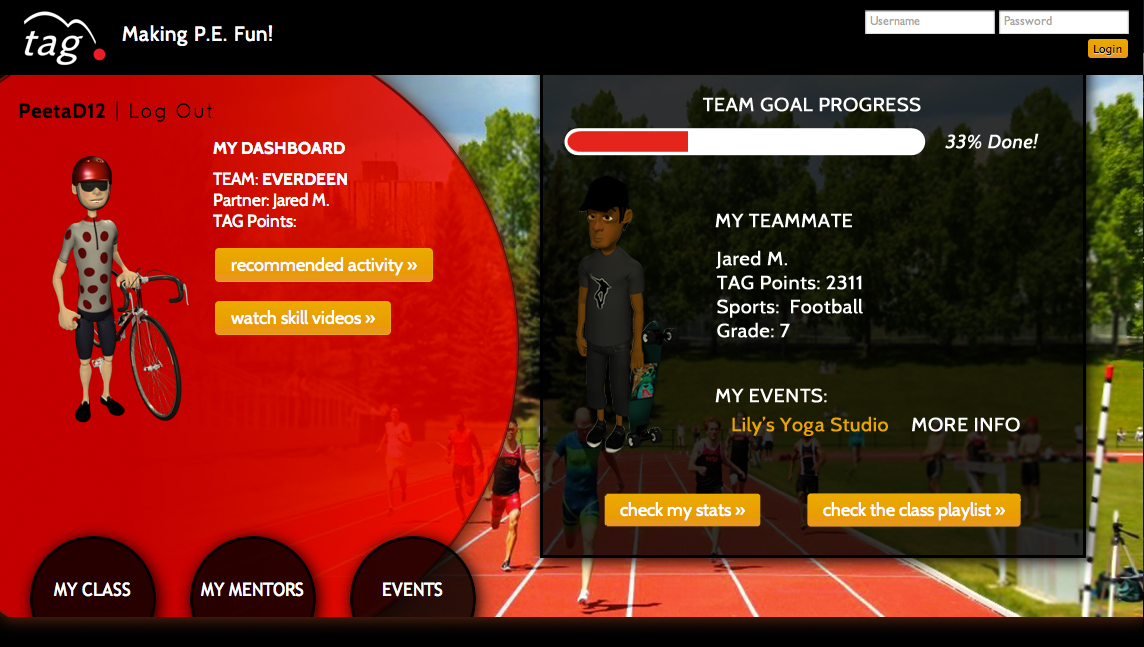 tag
Making P.E. Fun!
Username
Password
Login
PeetaD12 | Log Out
MY DASHBOARD
TEAM: EVERDEEN
Partner: Jared M.
TAG Points:
recommended activity »
watch skill videos »
TEAM GOAL PROGRESS
33% Done!
MY TEAMMATE
Jared M.
TAG Points: 2311
Sports: Football
Grade: 7
MY EVENTS:
Lily's Yoga Studio MORE INFO
check my stats »
check the class playlist »
MY CLASS
MY MENTORS
EVENTS